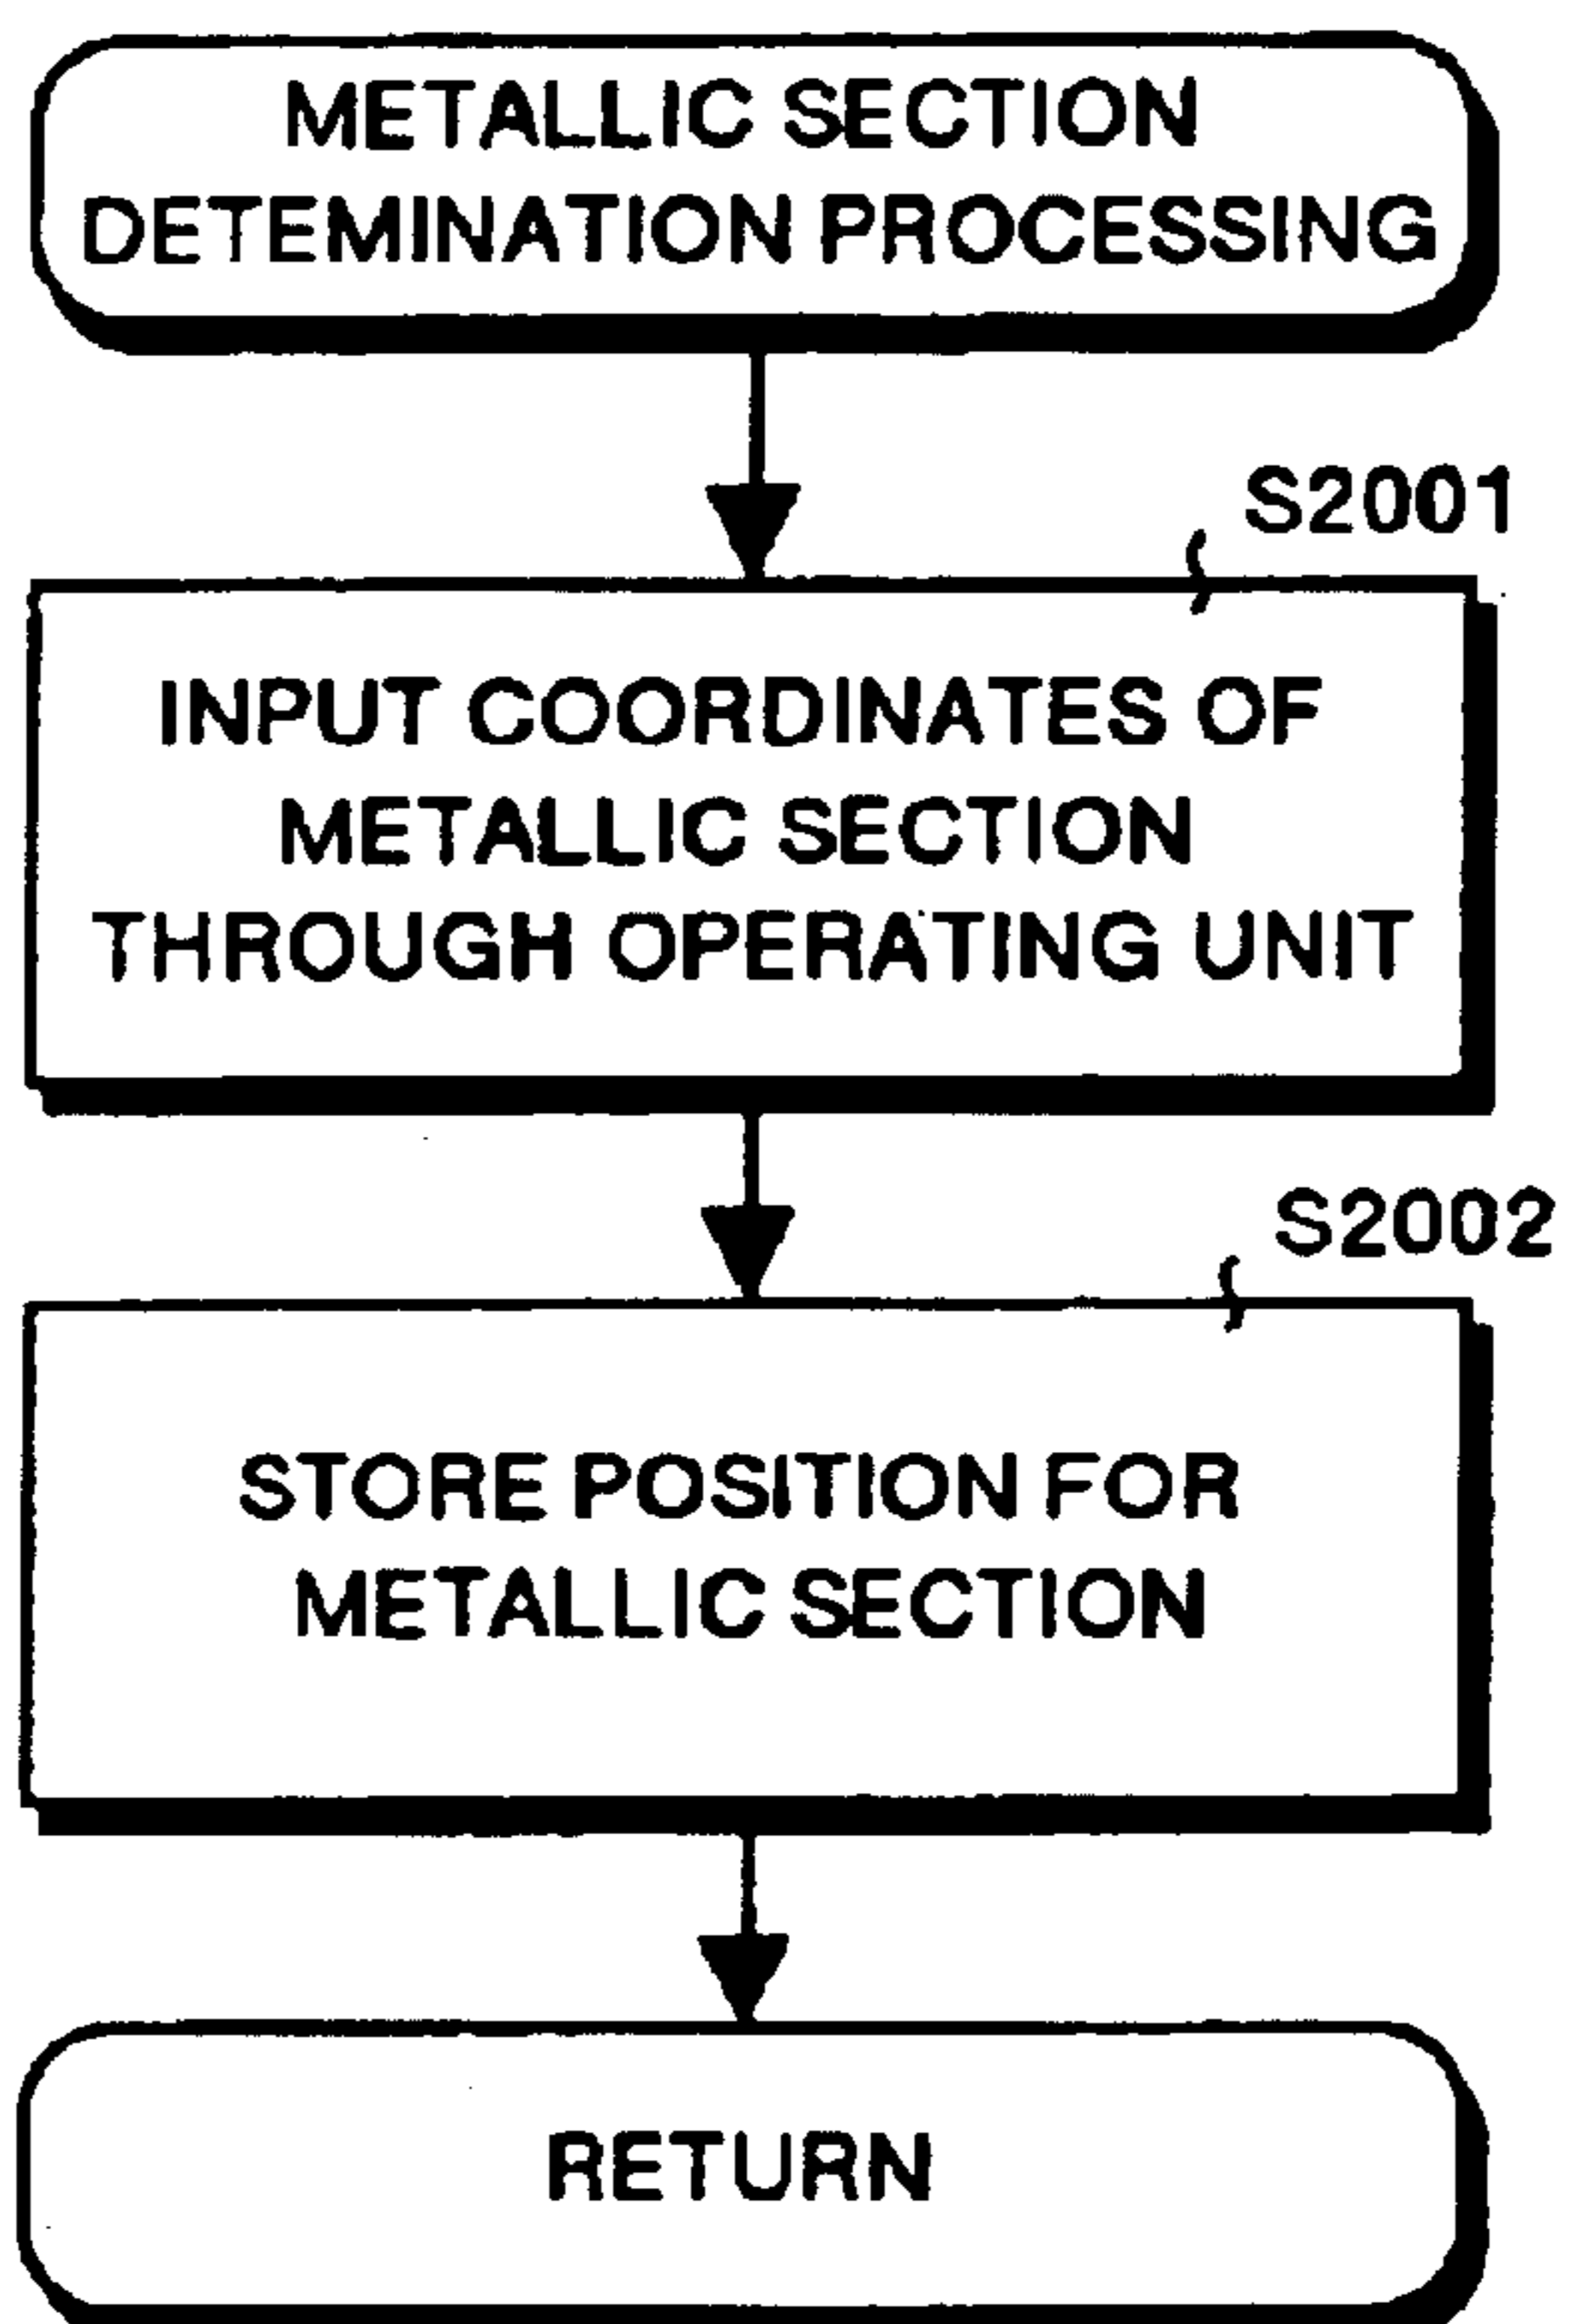 METALLIC SECTION
DETEMINATION PROCESSING
S2001
INPUT COORDINATES OF
METALLIC SECTION
THROUGH OPERATING UNIT
S2002
STORE POSITION FOR
METALLIC SECTION
RETURN